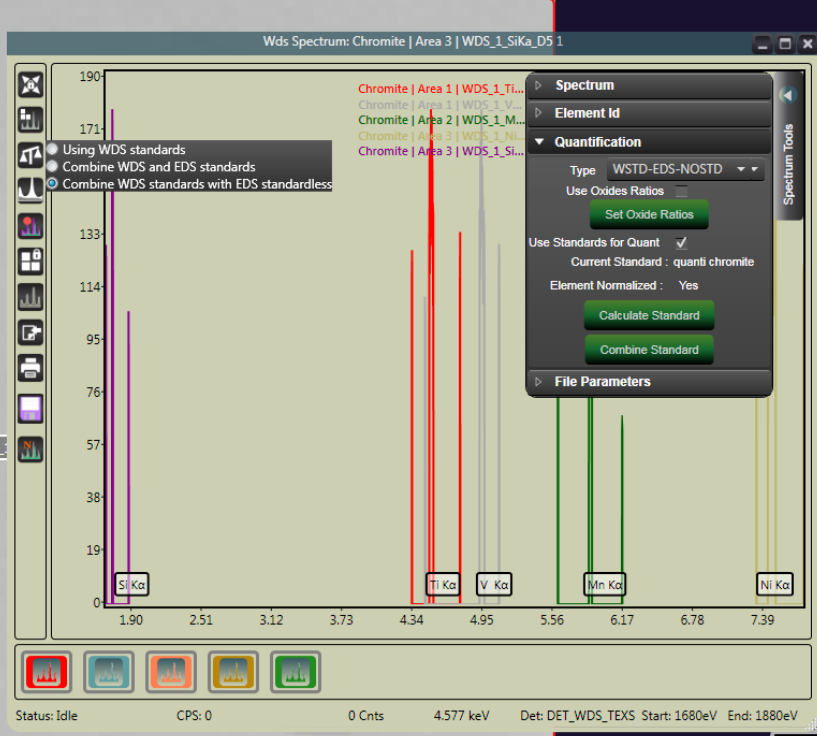 Wds Spectrum: Chromite | Area 3 | WDS_1_SiKa_D5 1
190
171
133
114
95
76
57
38
19
0
Using WDS standards
Combine WDS and EDS standards
Combine WDS standards with EDS standardless
Chromite | Area 1 | WDS_1_Ti...
Chromite | Area 1 | WDS_1_V...
Chromite | Area 2 | WDS_1_M...
Chromite | Area 3 | WDS_1_Ni...
Chromite | Area 3 | WDS_1_Si...
Spectrum
Element Id
Quantification
Type WSTD-EDS-NOSTD
Use Oxides Ratios
Set Oxide Ratios
Use Standards for Quant
Current Standard : quanti chromite
Element Normalized : Yes
Calculate Standard
Combine Standard
File Parameters
Spectrum Tools
Si Kα
Ti Kα
V Kα
Mn Kα
Ni Kα
1.90 2.51 3.12 3.73 4.34 4.95 5.56 6.17 6.78 7.39
Status: Idle CPS: 0 0 Cnts 4.577 keV Det: DET_WDS_TEXS Start: 1680eV End: 1880eV